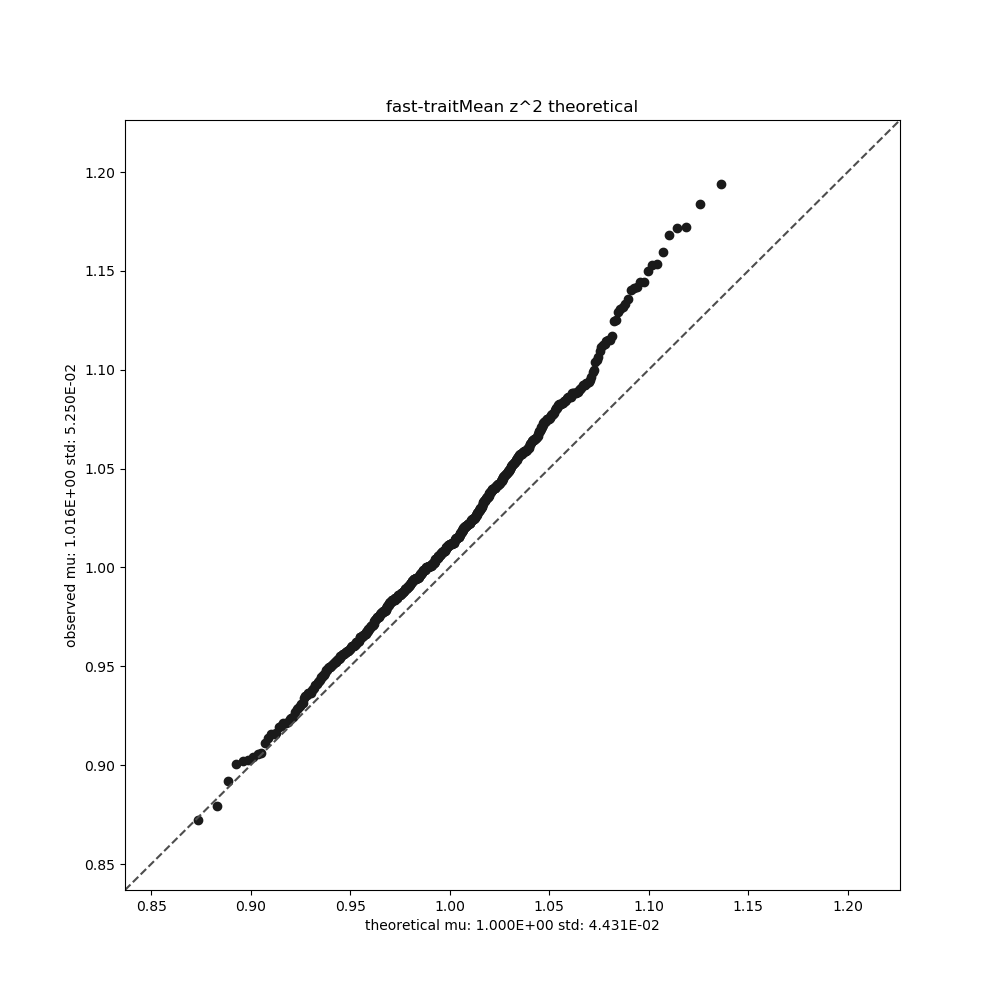 fast-traitMean z^2 theoretical
observed mu: 1.016E+00 std: 5.250E-02
1.20
1.15
1.10
1.05
1.00
0.95
0.90
0.85
0.85 0.90 0.95 1.00 1.05 1.10 1.15 1.20
theoretical mu: 1.000E+00 std: 4.431E-02